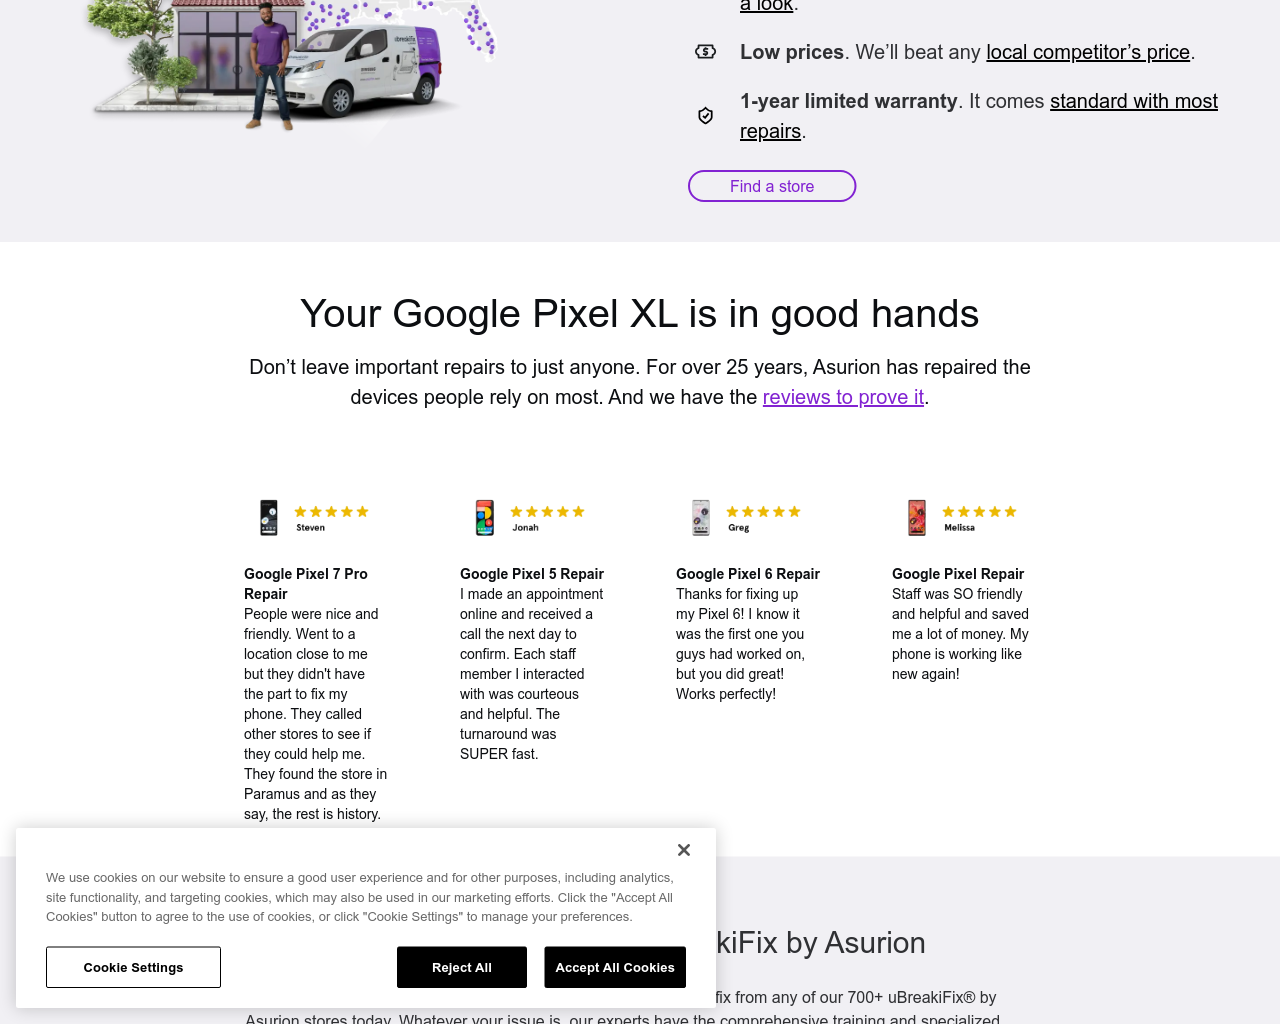 a look.
Low prices. We’ll beat any local competitor’s price.
1-year limited warranty. It comes standard with most
repairs.
Find a store
Your Google Pixel XL is in good hands
Don’t leave important repairs to just anyone. For over 25 years, Asurion has repaired the
devices people rely on most. And we have the reviews to prove it.
Steven
Google Pixel 7 Pro
Repair
People were nice and
friendly. Went to a
location close to me
but they didn't have
the part to fix my
phone. They called
other stores to see if
they could help me.
They found the store in
Paramus and as they
say, the rest is history.
Jonah
Google Pixel 5 Repair
I made an appointment
online and received a
call the next day to
confirm. Each staff
member I interacted
with was courteous
and helpful. The
turnaround was
SUPER fast.
Greg
Google Pixel 6 Repair
Thanks for fixing up
my Pixel 6! I know it
was the first one you
guys had worked on,
but you did great!
Works perfectly!
Melissa
Google Pixel Repair
Staff was SO friendly
and helpful and saved
me a lot of money. My
phone is working like
new again!
We use cookies on our website to ensure a good user experience and for other purposes, including analytics,
site functionality, and targeting cookies, which may also be used in our marketing efforts. Click the "Accept All
Cookies" button to agree to the use of cookies, or click "Cookie Settings" to manage your preferences.
Cookie Settings
Reject All
Accept All Cookies
kiFix by Asurion
fix from any of our 700+ uBreakiFix® by
Asurion stores today. Whatever your issue is, our experts have the comprehensive training and specialized